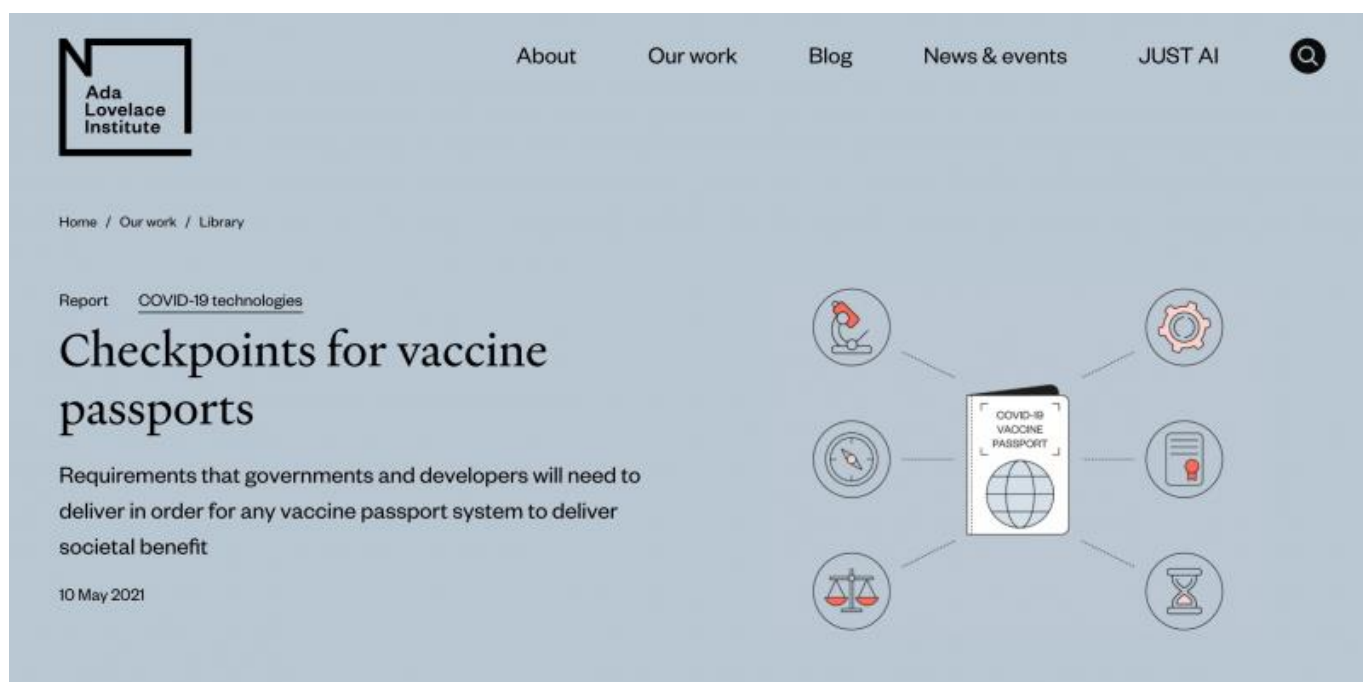 Ada
Lovelace
Institute
About
Our work
Blog
News & events
JUST AI
Home / Our work / Library
Report
COVID-19 technologies
Checkpoints for vaccine
passports
Requirements that governments and developers will need to
deliver in order for any vaccine passport system to deliver
societal benefit
10 May 2021
COVID-19
VACCINE
PASSPORT